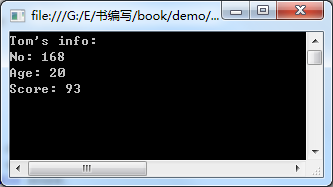 file:///G:/E/书编写/book/demo/...
Tom's info:
No: 168
Age: 20
Score: 93